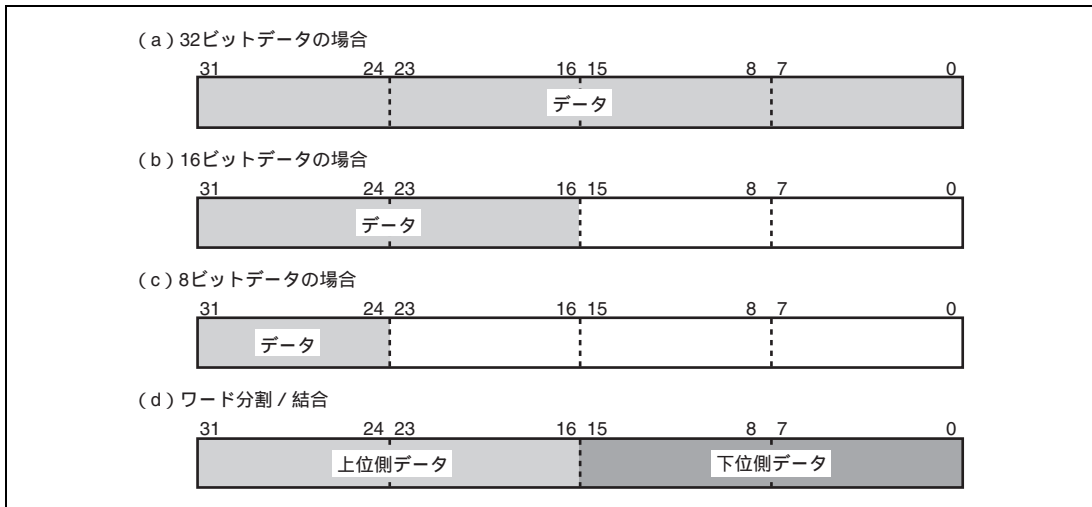 (a)32ビットデータの場合
31 24 23 16 15 8 7 0
データ
(b)16ビットデータの場合
31 24 23 16 15 8 7 0
データ
(c)8ビットデータの場合
31 24 23 16 15 8 7 0
データ
(d)ワード分割/結合
31 24 23 16 15 8 7 0
上位側データ 下位側データ